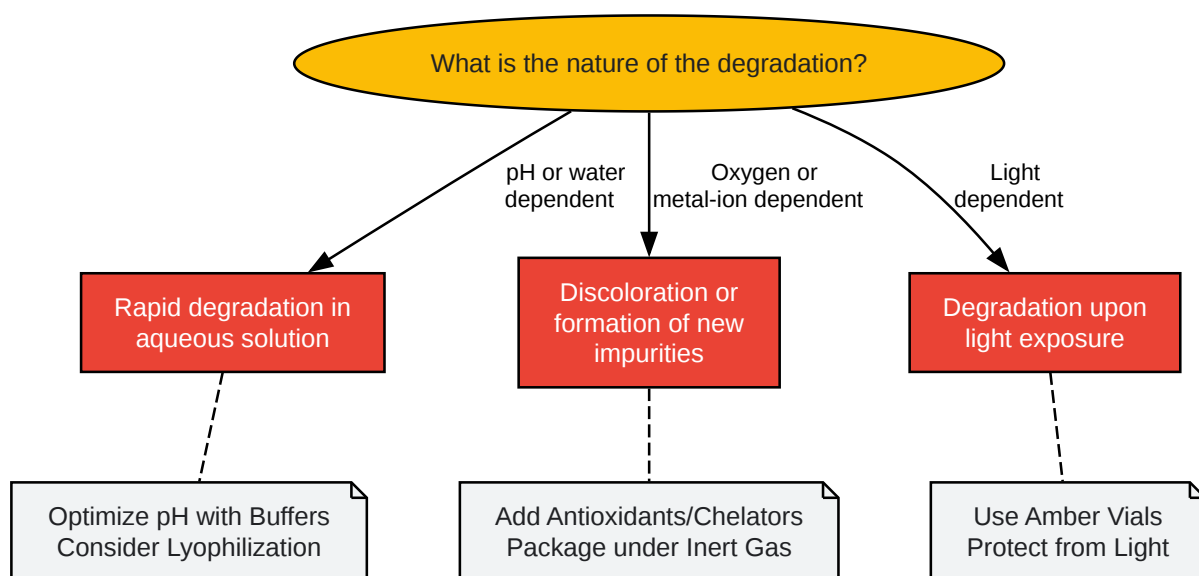 What is the nature of the degradation?
pH or water
dependent
Oxygen or
metal-ion dependent
Light
dependent
Rapid degradation in
aqueous solution
Discoloration or
formation of new
impurities
Degradation upon
light exposure
Optimize pH with Buffers
Consider Lyophilization
Add Antioxidants/Chelators
Package under Inert Gas
Use Amber Vials
Protect from Light